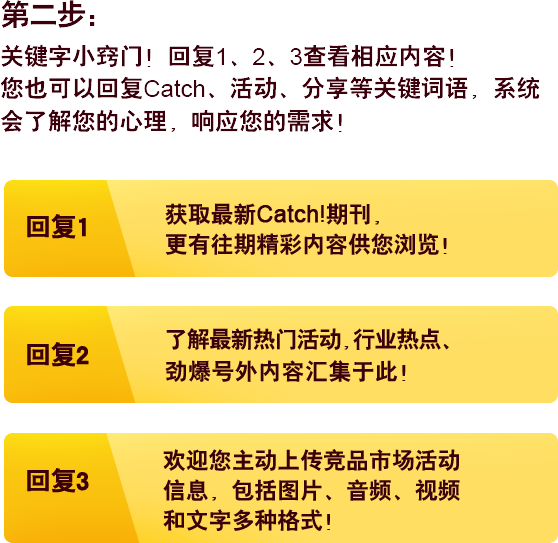 第二步：
关键字小窍门！回复1、2、3查看相应内容！
您也可以回复Catch、活动、分享等关键词语，系统
会了解您的心理，响应您的需求！
回复1
获取最新Catch!期刊，
更有往期精彩内容供您浏览！
回复2
了解最新热门活动,行业热点、
劲爆号外内容汇集于此！
回复3
欢迎您主动上传竞品市场活动
信息，包括图片、音频、视频
和文字多种格式！